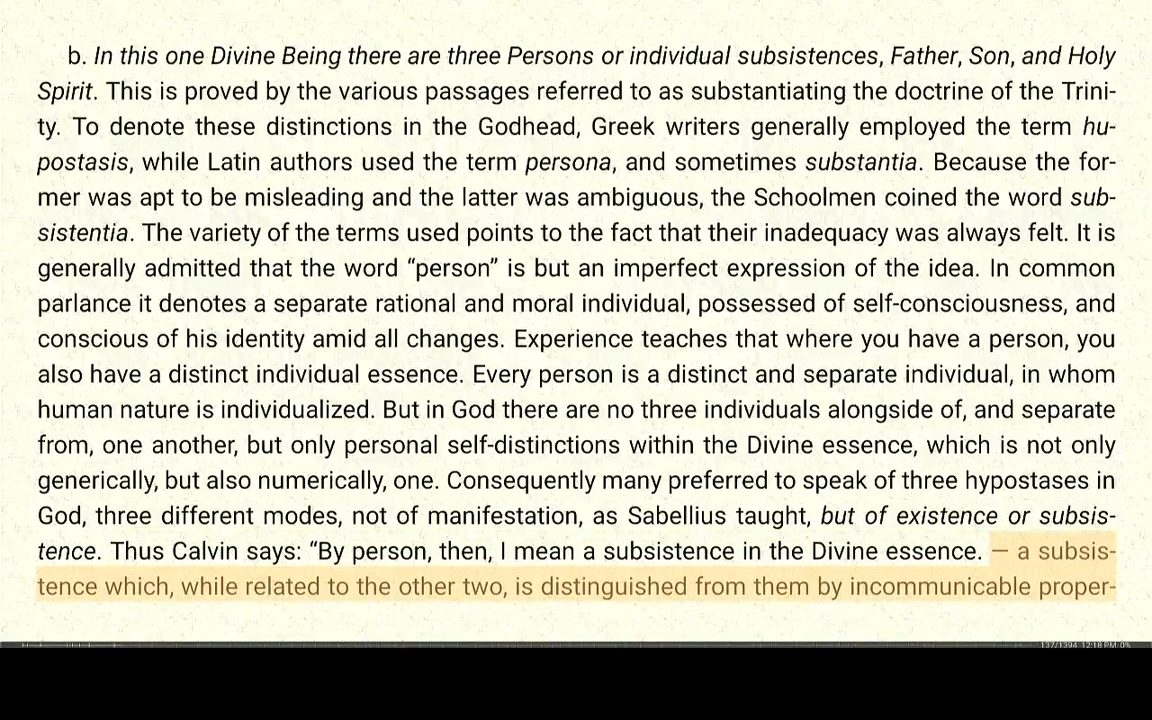 b. In this one Divine Being there are three Persons or individual subsistences, Father, Son, and Holy
Spirit. This is proved by the various passages referred to as substantiating the doctrine of the Trini-
ty. To denote these distinctions in the Godhead, Greek writers generally employed the term hu-
postasis, while Latin authors used the term persona, and sometimes substantia. Because the for-
mer was apt to be misleading and the latter was ambiguous, the Schoolmen coined the word sub-
sistentia. The variety of the terms used points to the fact that their inadequacy was always felt. It is
generally admitted that the word “person” is but an imperfect expression of the idea. In common
parlance it denotes a separate rational and moral individual, possessed of self-consciousness, and
conscious of his identity amid all changes. Experience teaches that where you have a person, you
also have a distinct individual essence. Every person is a distinct and separate individual, in whom
human nature is individualized. But in God there are no three individuals alongside of, and separate
from, one another, but only personal self-distinctions within the Divine essence, which is not only
generically, but also numerically, one. Consequently many preferred to speak of three hypostases in
God, three different modes, not of manifestation, as Sabellius taught, but of existence or subsis-
tence. Thus Calvin says: “By person, then, I mean a subsistence in the Divine essence. — a subsis-
tence which, while related to the other two, is distinguished from them by incommunicable proper-
137/1394 12:18 PM 0%